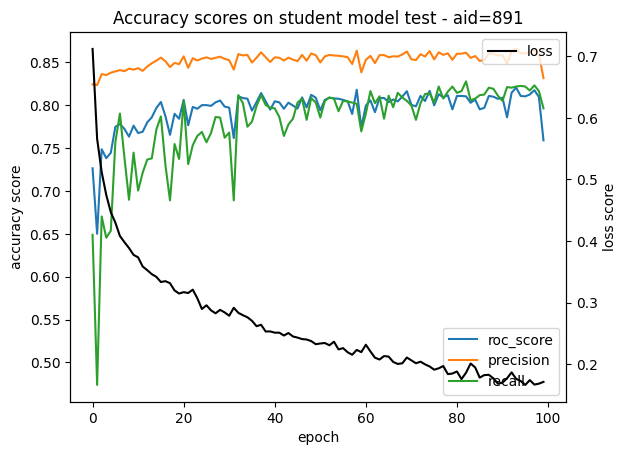 Accuracy scores on student model test - aid=891
loss
accuracy score
0.85
0.80
0.75
0.70
0.65
0.60
0.55
0.50
0.7
0.6
0.5
0.4
0.3
0.2
loss score
roc_score
precision
recall
0
20
40
60
80
100
epoch